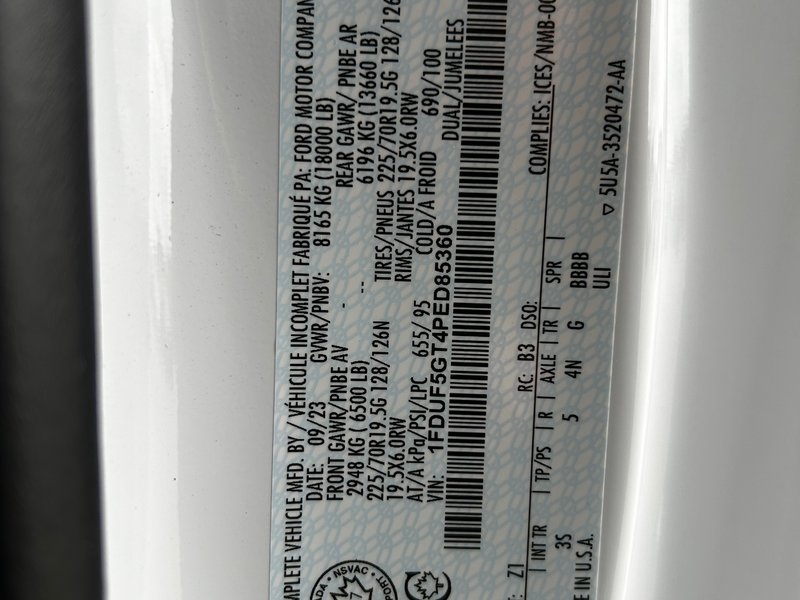 MPLETE VEHICLE MFD. BY / VÉHICULE INCOMPLET FABRIQUÉ PA: FORD MOTOR COMPAN
DATE: 09/23 GVWR/PNBV: 8165 KG (18000 LB)
FRONT GAWR/ PNBE AV REAR GAWR/ PNBE AR
2948 KG ( 6500 LB) - -- 6196 KG (13660 LB)
225/70R19.5G 128/126N TIRES/PNEUS 225/70R19.5G 128/126
19.5X6.0RW RIMS/JANTES 19.5X6.0RW
AT/A kPa/PSI/LPC 655/ 95 COLD/A FROID 690/100
VIN: 1FDUF5GT4PED85360 DUAL/JUMELEES
NSVAC
Z1 RC: B3 DSO: COMPLIES: ICES/NMB-00
INT TR | TP/PS | R | AXLE | TR | SPR |
3S 5 4N G BBBB
E IN U.S.A. ULI ▽ 5U5A-3520472-AA